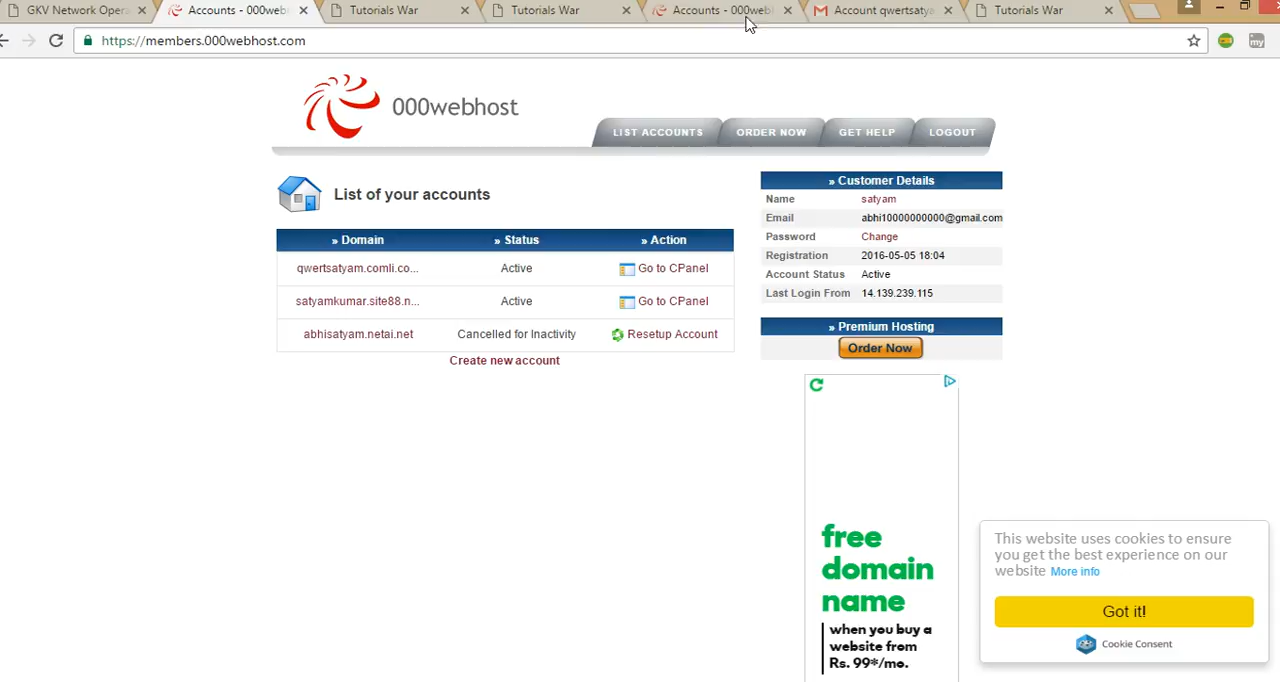 GKV Network Opera
Accounts - 000web
Tutorials War
Tutorials War
Accounts - 000web
Account qwertsatya
Tutorials War
https://members.000webhost.com
my
000webhost
LIST ACCOUNTS
ORDER NOW
GET HELP
LOGOUT
List of your accounts
» Domain
» Status
» Action
qwertsatyam.comli.co...
Active
Go to CPanel
satyamkumar.site88.n...
Active
Go to CPanel
abhisatyam.netai.net
Cancelled for Inactivity
Resetup Account
Create new account
» Customer Details
Name
satyam
Email
abhi10000000000@gmail.com
Password
Change
Registration
2016-05-05 18:04
Account Status
Active
Last Login From
14.139.239.115
» Premium Hosting
Order Now
free
domain
name
when you buy a
website from
Rs. 99*/mo.
This website uses cookies to ensure
you get the best experience on our
website More info
Got it!
Cookie Consent